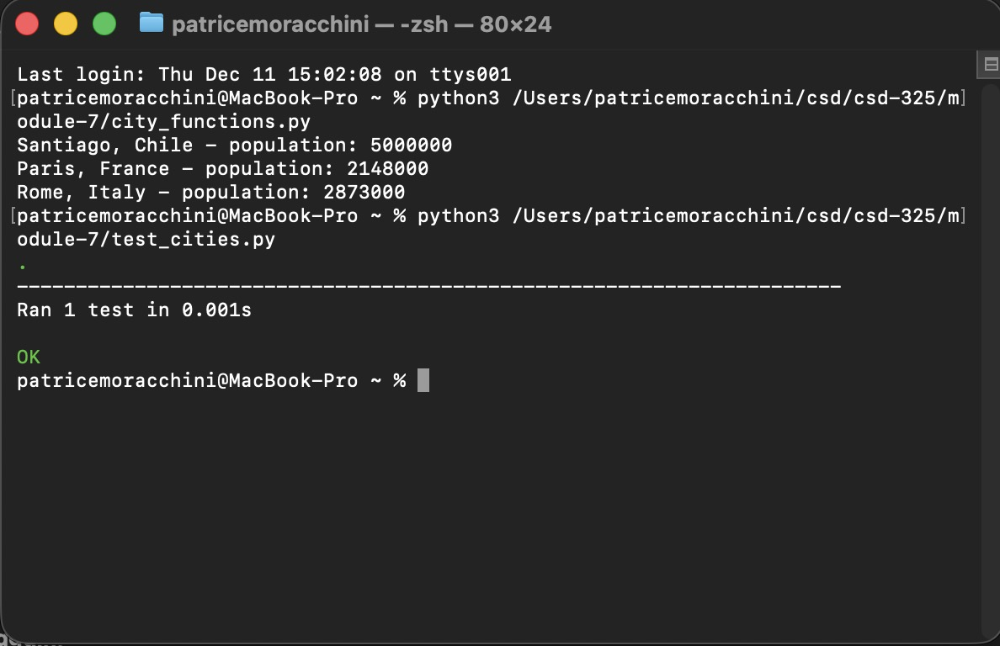 patricemoracchini — -zsh — 80×24
Last login: Thu Dec 11 15:02:08 on ttys001
[patricemoracchini@MacBook-Pro ~ % python3 /Users/patricemoracchini/csd/csd-325/m]
odule-7/city_functions.py
Santiago, Chile - population: 5000000
Paris, France - population: 2148000
Rome, Italy - population: 2873000
[patricemoracchini@MacBook-Pro ~ % python3 /Users/patricemoracchini/csd/csd-325/m]
odule-7/test_cities.py
.
----------------------------------------------------------------------
Ran 1 test in 0.001s
OK
patricemoracchini@MacBook-Pro ~ %